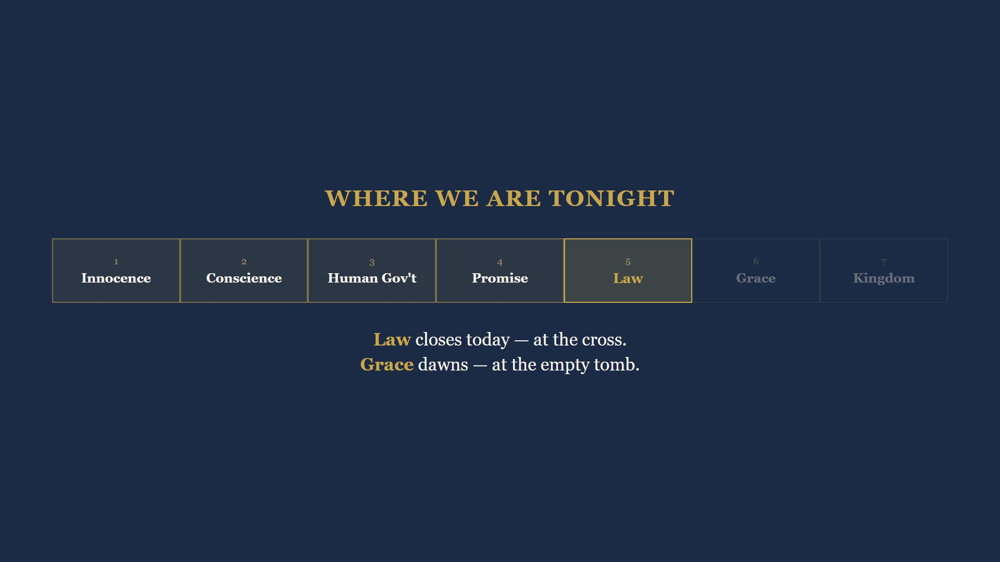 WHERE WE ARE TONIGHT
1
Innocence
2
Conscience
3
Human Gov't
4
Promise
5
Law
6
Grace
7
Kingdom
Law closes today — at the cross.
Grace dawns — at the empty tomb.